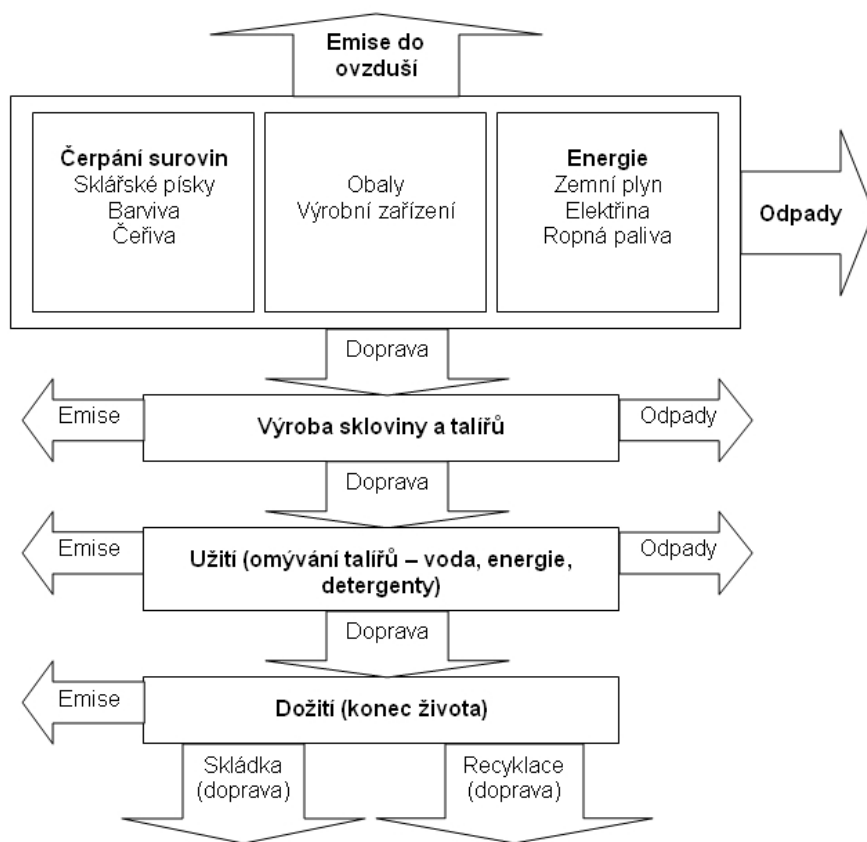 Emise do
ovzduší
Čerpání surovin
Sklářské písky
Barviva
Čeřiva
Obaly
Výrobní zařízení
Energie
Zemní plyn
Elektřina
Ropná paliva
Odpady
Doprava
Emise
Výroba skloviny a talířů
Odpady
Doprava
Emise
Užití (omývání talířů – voda, energie,
detergenty)
Odpady
Doprava
Emise
Dožití (konec života)
Skládka
(doprava)
Recyklace
(doprava)